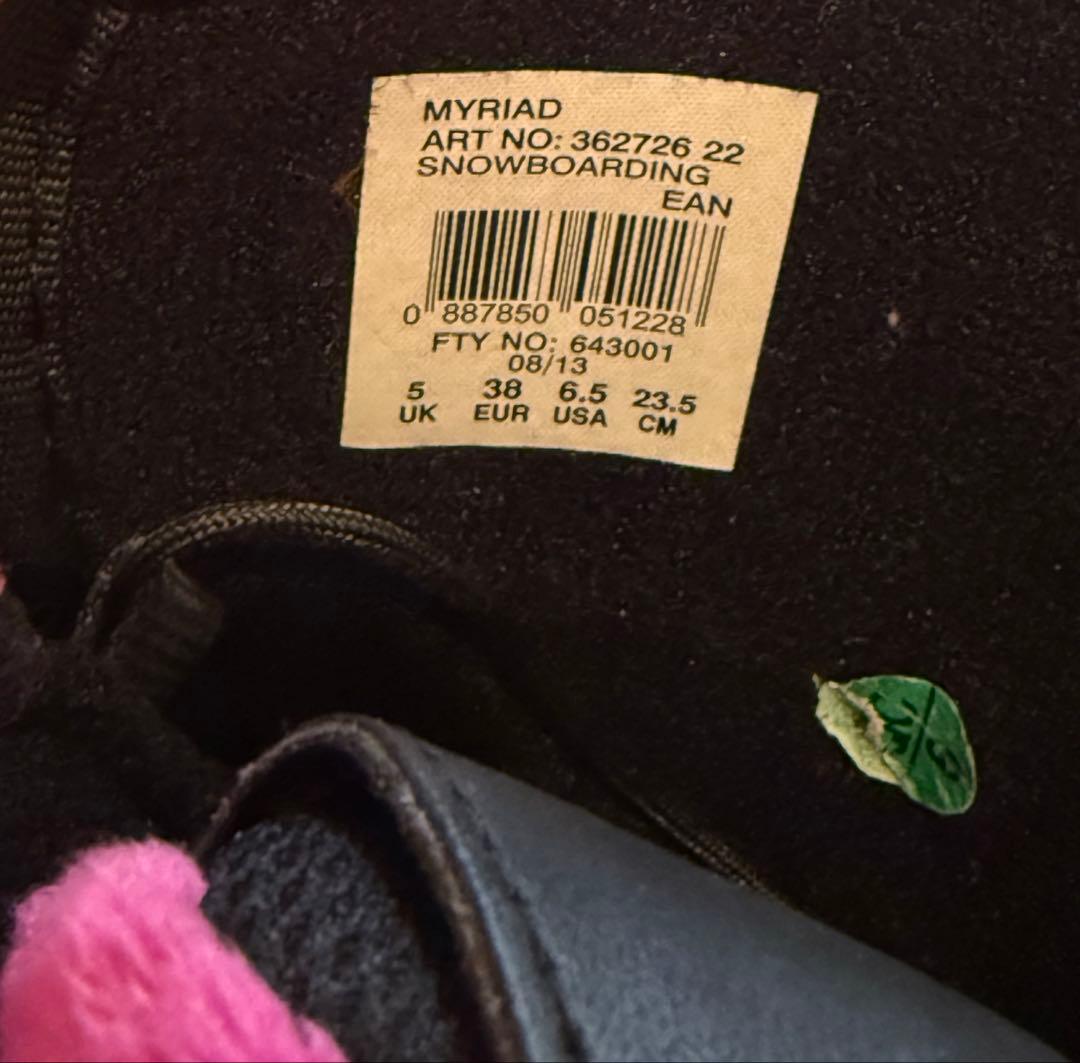 MYRIAD
ART NO: 362726 22
SNOWBOARDING
EAN
0 887850 051228
FTY NO: 643001
08/13
5 38 6.5 23.5
UK EUR USA CM